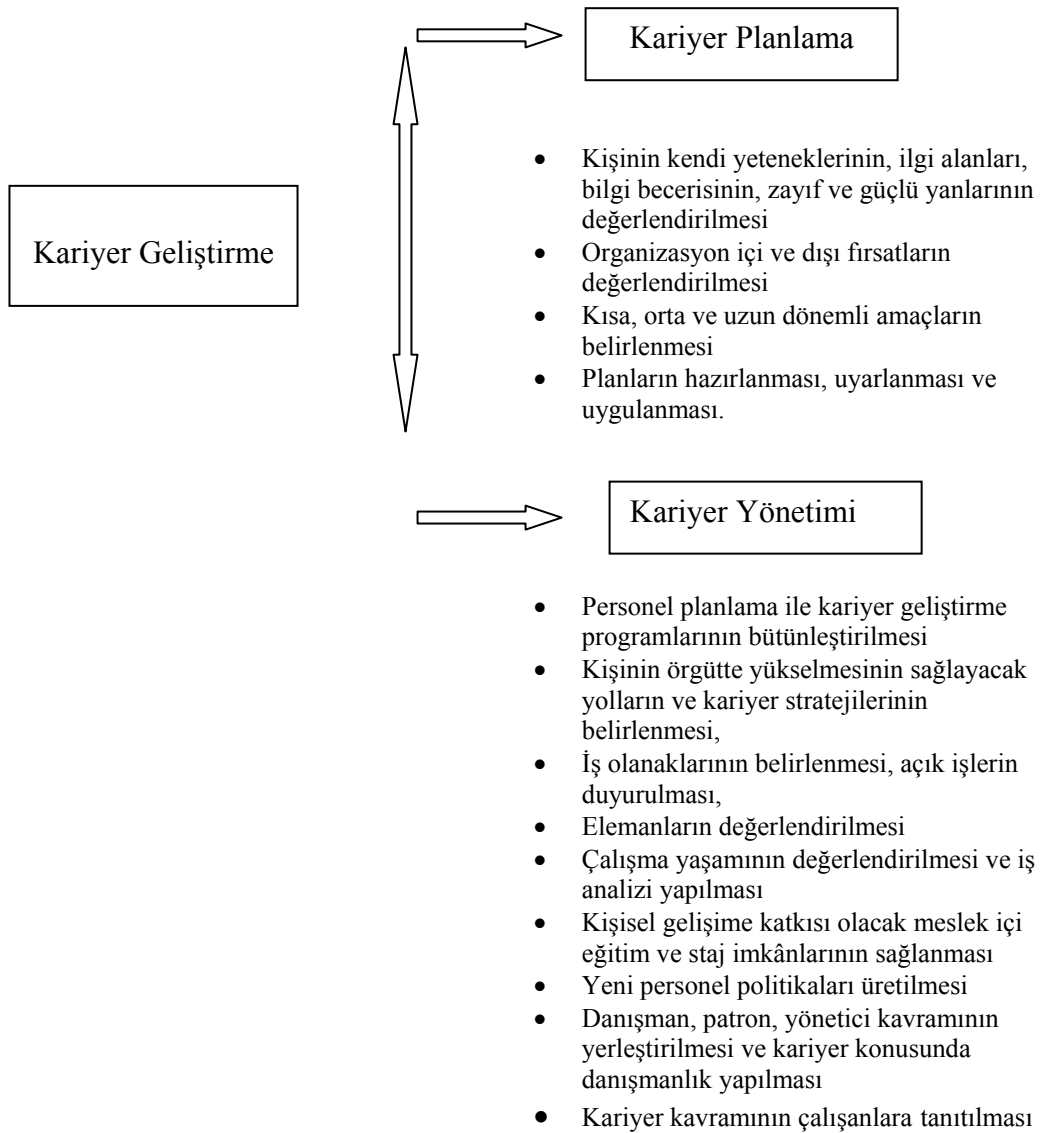 Kariyer Planlama
• Kişinin kendi yeteneklerinin, ilgi alanları,
bilgi becerisinin, zayıf ve güçlü yanlarının
değerlendirilmesi
Kariyer Geliştirme
• Organizasyon içi ve dışı fırsatların
değerlendirilmesi
• Kısa, orta ve uzun dönemli amaçların
belirlenmesi
• Planların hazırlanması, uyarlanması ve
uygulanması.
Kariyer Yönetimi
• Personel planlama ile kariyer geliştirme
programlarının bütünleştirilmesi
• Kişinin örgütte yükselmesinin sağlayacak
yolların ve kariyer stratejilerinin
belirlenmesi,
• İş olanaklarının belirlenmesi, açık işlerin
duyurulması,
• Elemanların değerlendirilmesi
• Çalışma yaşamının değerlendirilmesi ve iş
analizi yapılması
• Kişisel gelişime katkısı olacak meslek içi
eğitim ve staj imkânlarının sağlanması
• Yeni personel politikaları üretilmesi
• Danışman, patron, yönetici kavramının
yerleştirilmesi ve kariyer konusunda
danışmanlık yapılması
• Kariyer kavramının çalışanlara tanıtılması